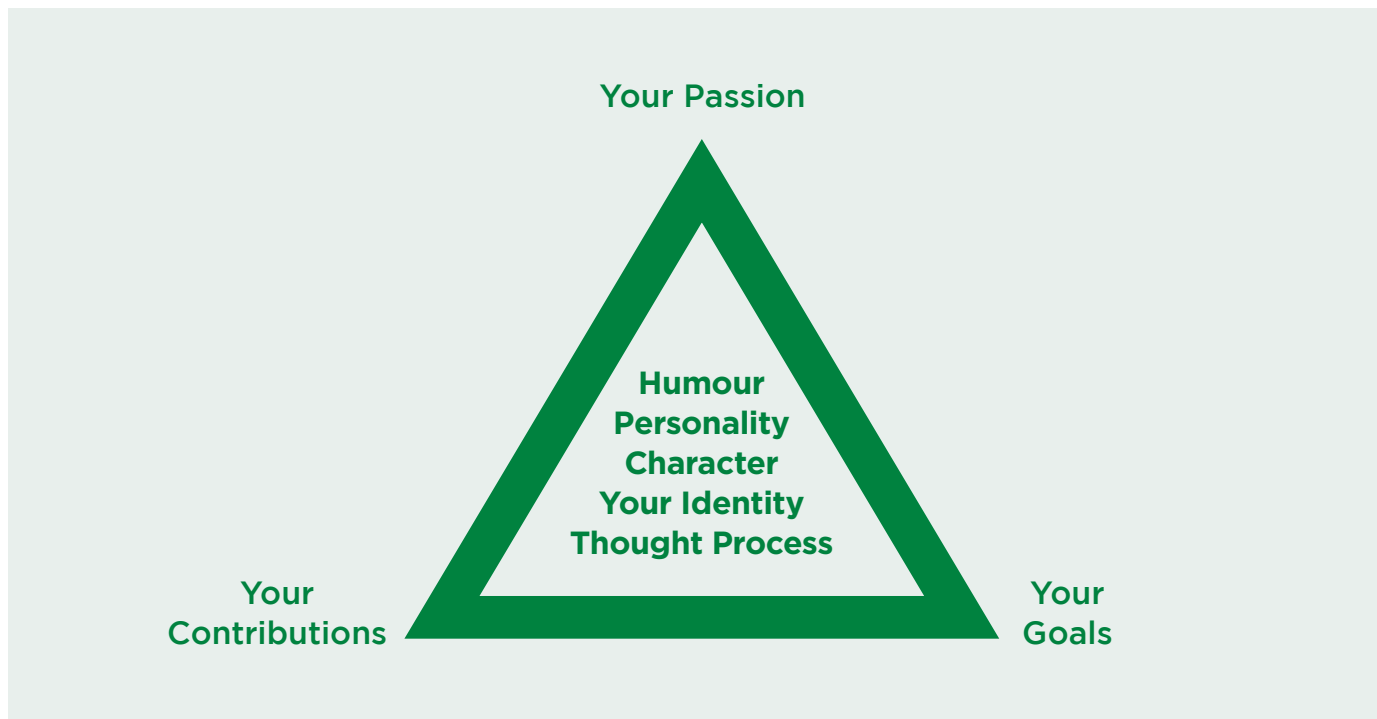 Your Passion
Humour
Personality
Character
Your Identity
Thought Process
Your
Contributions
Your
Goals